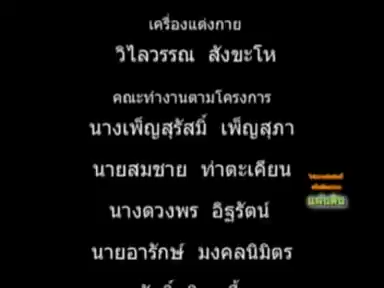 เครื่องแต่งกาย
วิไลวรรณ สังขะโห
คณะทำงานตามโครงการ
นางเพ็ญสุรัสมิ์ เพ็ญสุภา
นายสมชาย ท่าตะเคียน
นางดวงพร อิฐรัตน์
นายอารักษ์ มงคลนิมิตร